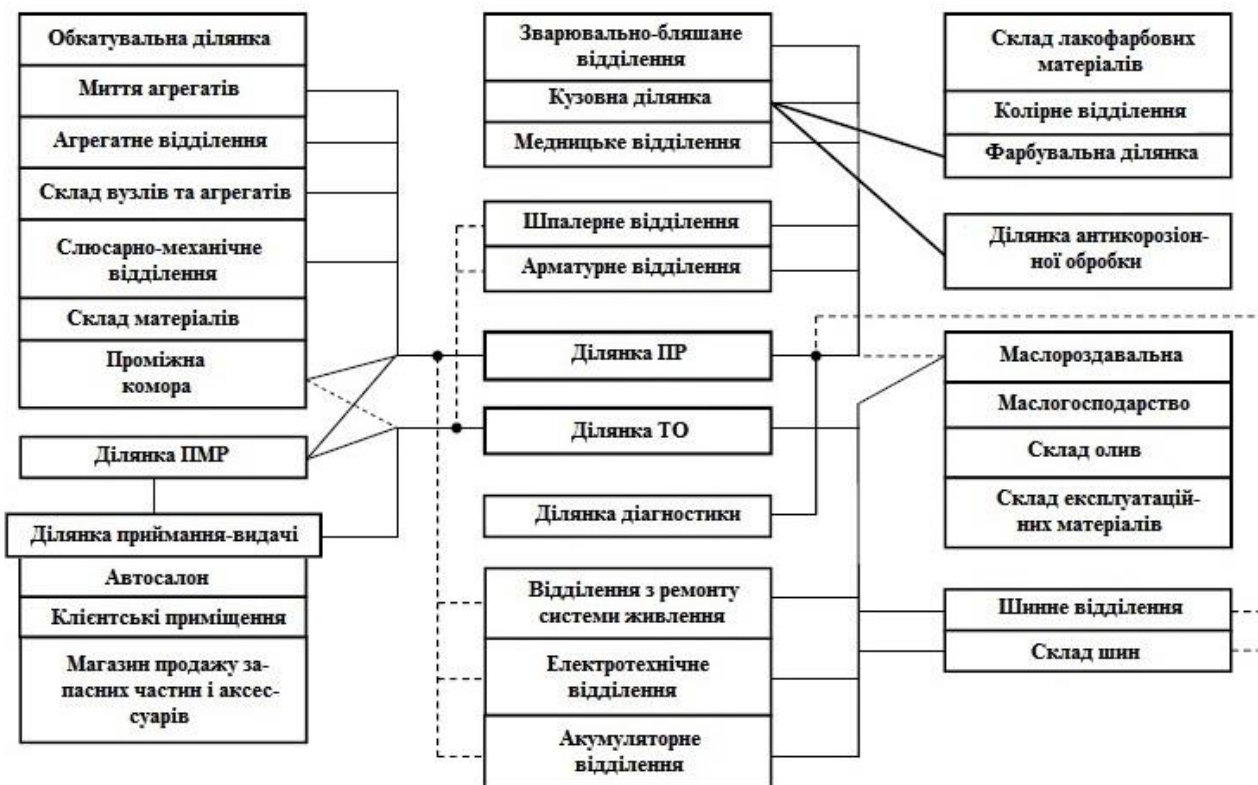 Обкатувальна ділянка
Миття агрегатів
Агрегатне відділення
Склад вузлів та агрегатів
Слюсарно-механічне
відділення
Склад матеріалів
Проміжна
комора
Ділянка ПМР
Ділянка приймання-видачі
Автосалон
Клієнтські приміщення
Магазин продажу за-
пасних частин і аксес-
суарів
Зварювально-бляшане
відділення
Кузовна ділянка
Медницьке відділення
Шпалерне відділення
Арматурне відділення
Ділянка ПР
Ділянка ТО
Ділянка діагностики
Відділення з ремонту
системи живлення
Електротехнічне
відділення
Акумуляторне
відділення
Склад лакофарбових
матеріалів
Колірне відділення
Фарбувальна ділянка
Ділянка антикорозіон-
ної обробки
Маслороздавальна
Маслогосподарство
Склад олив
Склад експлуатацій-
них матеріалів
Шинне відділення
Склад шин